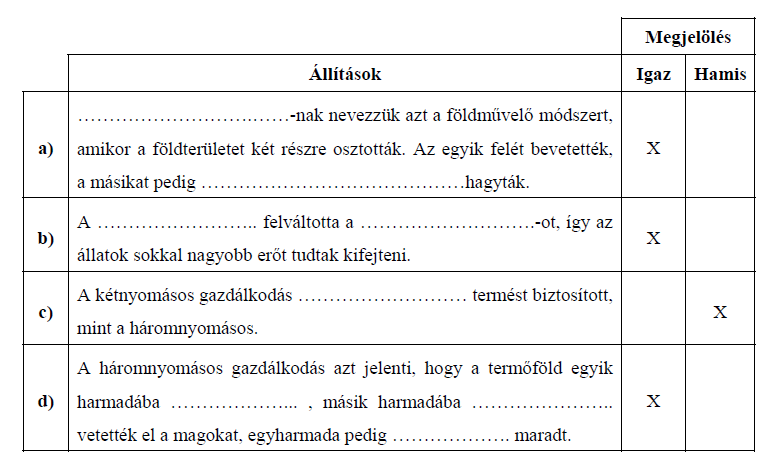 Megjelölés
Állítások Igaz Hamis
a) ……………………….……-nak nevezzük azt a földművelő módszert, X
amikor a földterületet két részre osztották. Az egyik felét bevetették,
a másikat pedig ……………………………………hagyták.
b) A …………………….. felváltotta a ……………………….-ot, így az X
állatok sokkal nagyobb erőt tudtak kifejteni.
c) A kétnyomásos gazdálkodás ……………………… termést biztosított, X
mint a háromnyomásos.
d) A háromnyomásos gazdálkodás azt jelenti, hogy a termőföld egyik X
harmadába ………………... , másik harmadába …………………..
vetették el a magokat, egyharmada pedig ………………. maradt.